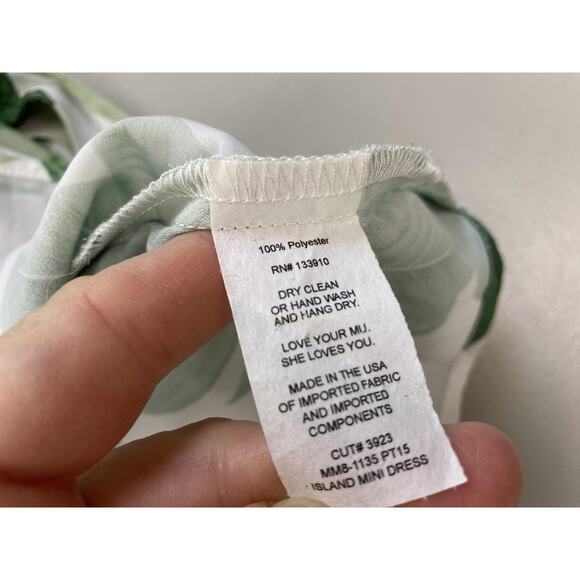 100% Polyester
RN# 133910
DRY CLEAN
OR HAND WASH
AND HANG DRY.
LOVE YOUR MU.
SHE LOVES YOU.
MADE IN THE USA
OF IMPORTED FABRIC
AND IMPORTED
COMPONENTS
CUT# 3923
MM8-1135 PT15
ISLAND MINI DRESS